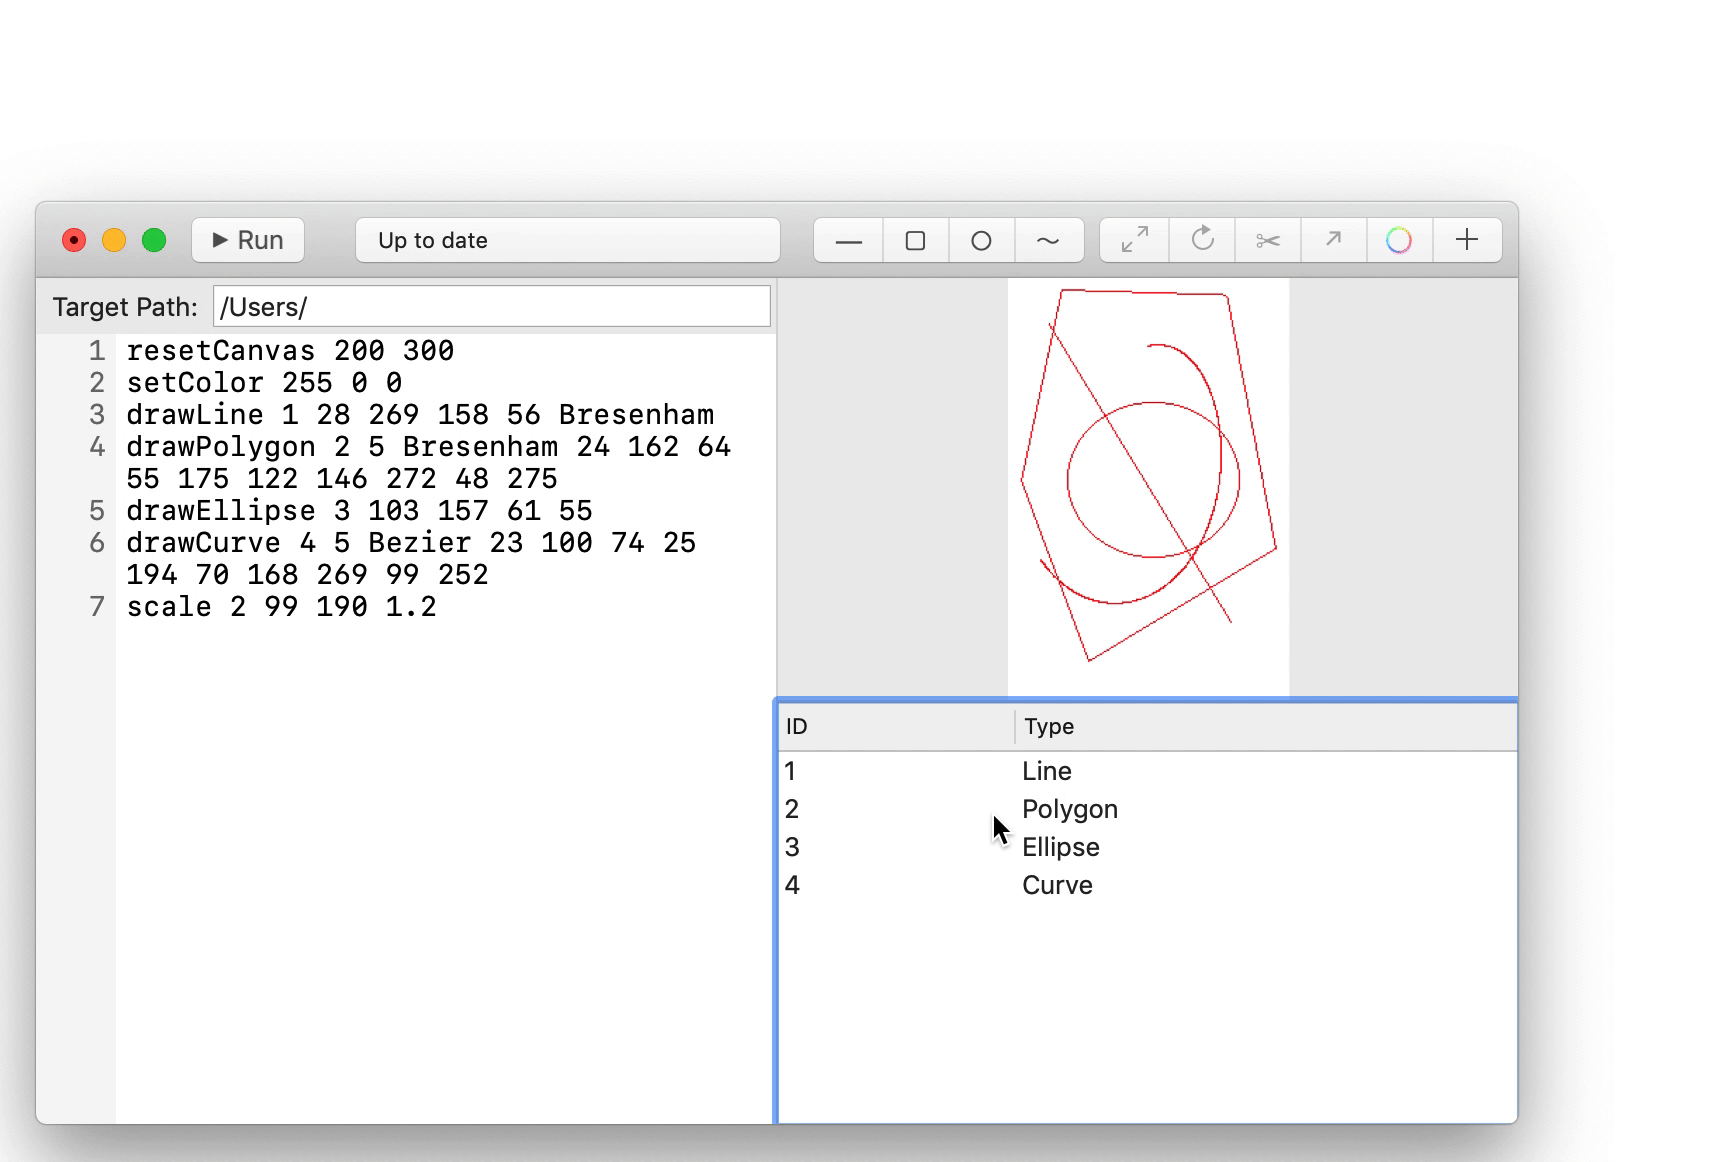 Run
Up to date
Target Path: /Users/
1 resetCanvas 200 300
2 setColor 255 0 0
3 drawLine 1 28 269 158 56 Bresenham
4 drawPolygon 2 5 Bresenham 24 162 64
55 175 122 146 272 48 275
5 drawEllipse 3 103 157 61 55
6 drawCurve 4 5 Bezier 23 100 74 25
194 70 168 269 99 252
7 scale 2 99 190 1.2
ID Type
1 Line
2 Polygon
3 Ellipse
4 Curve